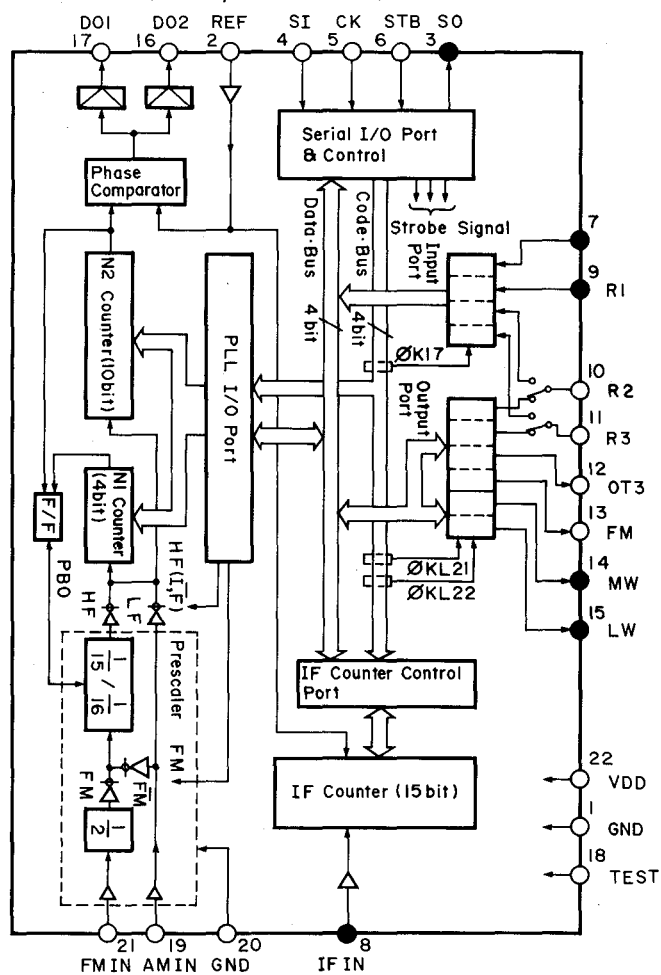 DO1 DO2 REF SI CK STB SO
17 16 2 4 5 6 3
Serial I/O Port
& Control
Phase
Comparator
Strobe Signal
Data·Bus
Code·Bus
4 bit
4 bit
Input
Port
7
9
R1
ØK17
10
R2
11
R3
12
OT3
13
FM
14
MW
15
LW
Output
Port
ØKL21
ØKL22
N2
Counter (10bit)
PLL I/O Port
N1 Counter
(4bit)
F/F
PBO
HF
LF
HF(I,F)
Prescaler
1/15 / 1/16
FM
FM
FM
1/2
IF Counter Control
Port
IF Counter (15bit)
22
VDD
1
GND
18
TEST
21 19 20 8
FMIN AMIN GND IFIN